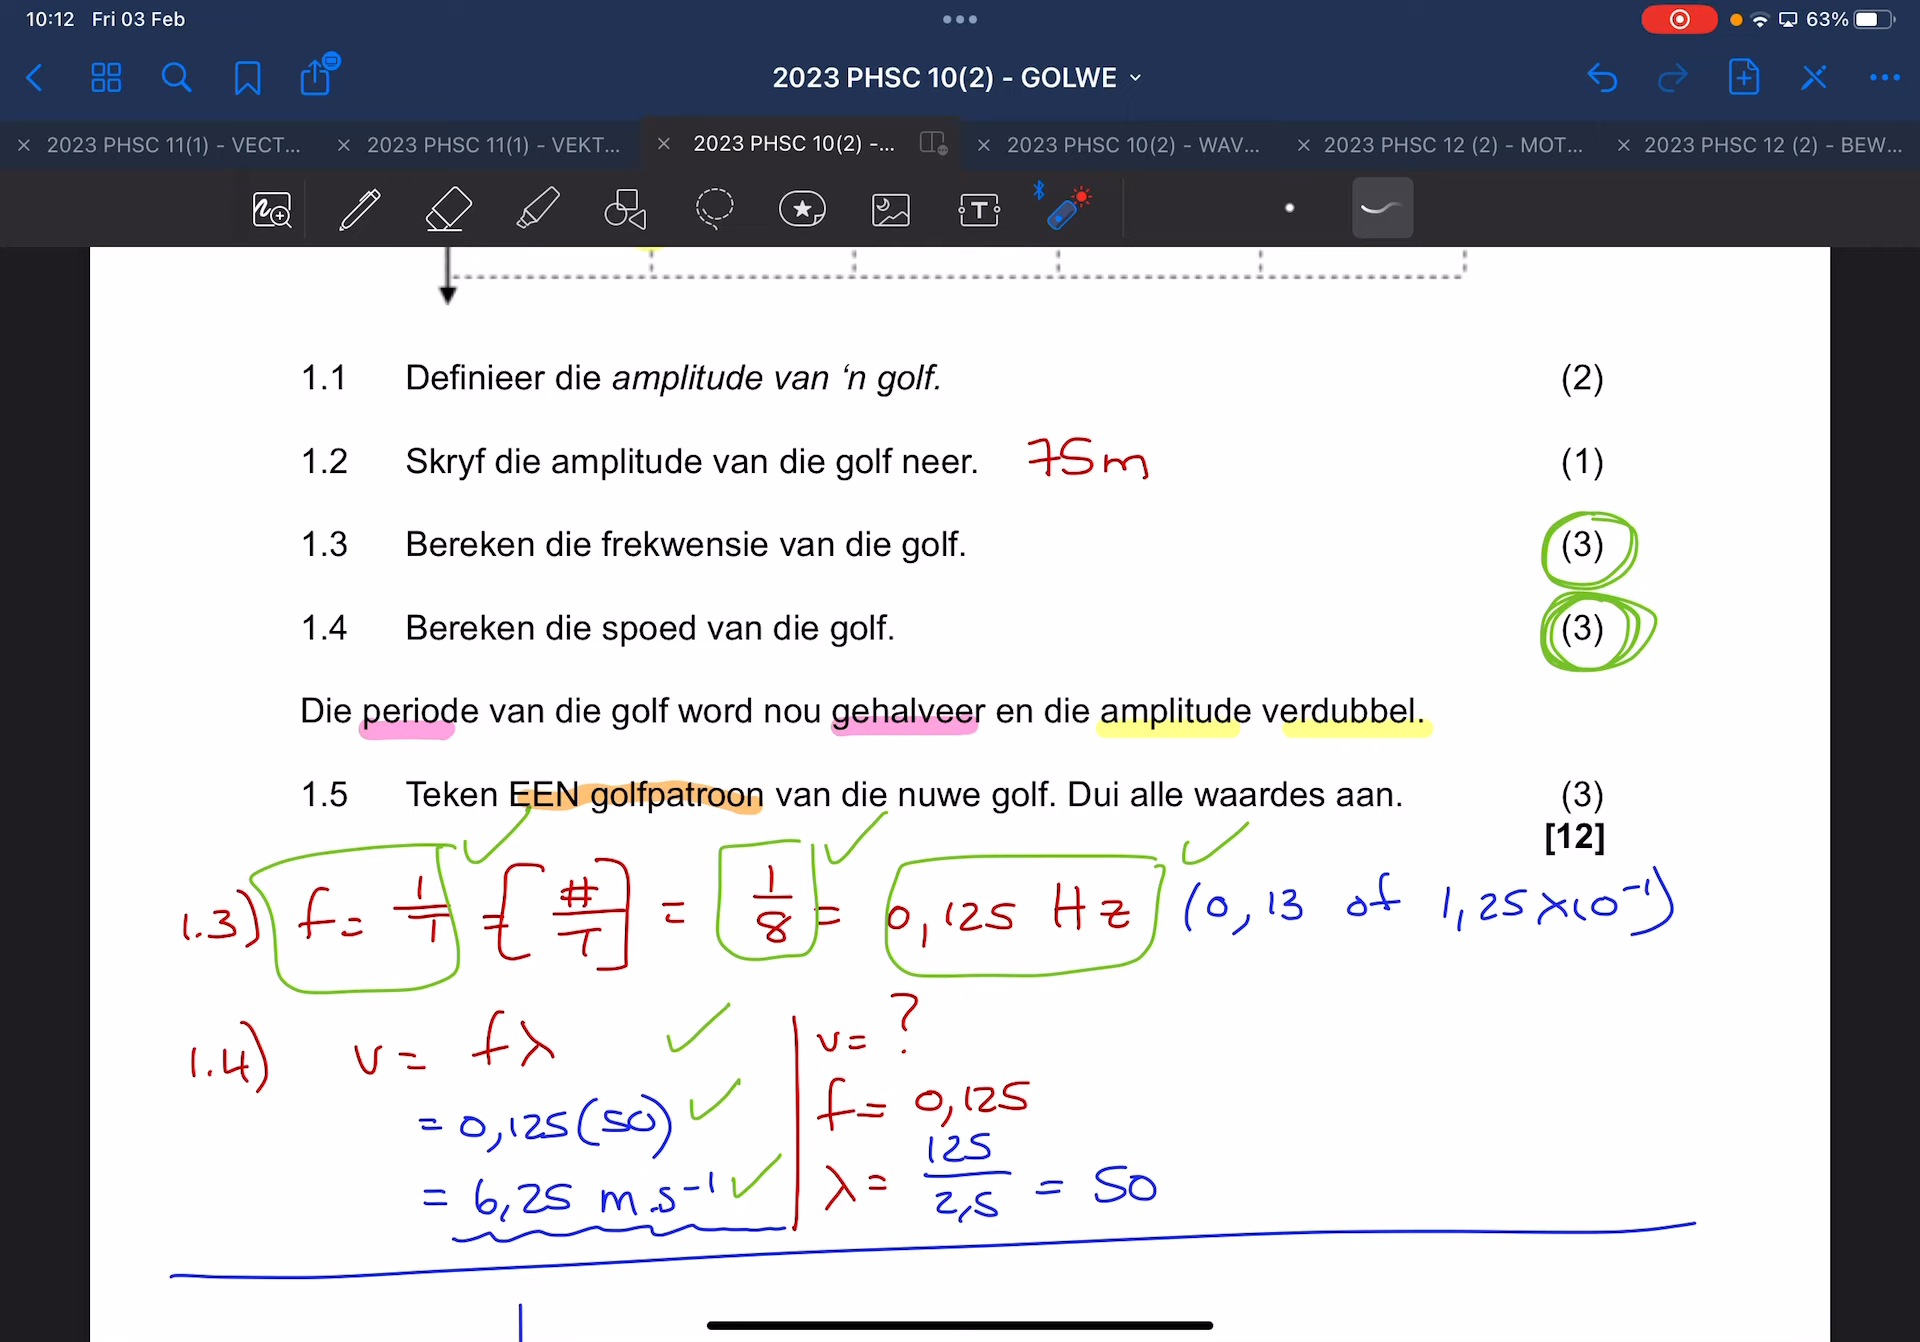 10:12 Fri 03 Feb 63%
2023 PHSC 10(2) - GOLWE
2023 PHSC 11(1) - VECT... 2023 PHSC 11(1) - VEKT... 2023 PHSC 10(2) -... 2023 PHSC 10(2) - WAV... 2023 PHSC 12 (2) - MOT... 2023 PHSC 12 (2) - BEW...
T
1.1 Definieer die amplitude van ‘n golf. (2)
1.2 Skryf die amplitude van die golf neer. 75m (1)
1.3 Bereken die frekwensie van die golf. (3)
1.4 Bereken die spoed van die golf. (3)
Die periode van die golf word nou gehalveer en die amplitude verdubbel.
1.5 Teken EEN golfpatroon van die nuwe golf. Dui alle waardes aan. (3)
[12]
1.3) f = 1/T = [#/T] = 1/8 = 0,125 Hz (0,13 of 1,25 x10⁻¹)
1.4) v = fλ
= 0,125(50)
= 6,25 m.s⁻¹
v = ?
f = 0,125
λ = 125/2,5 = 50